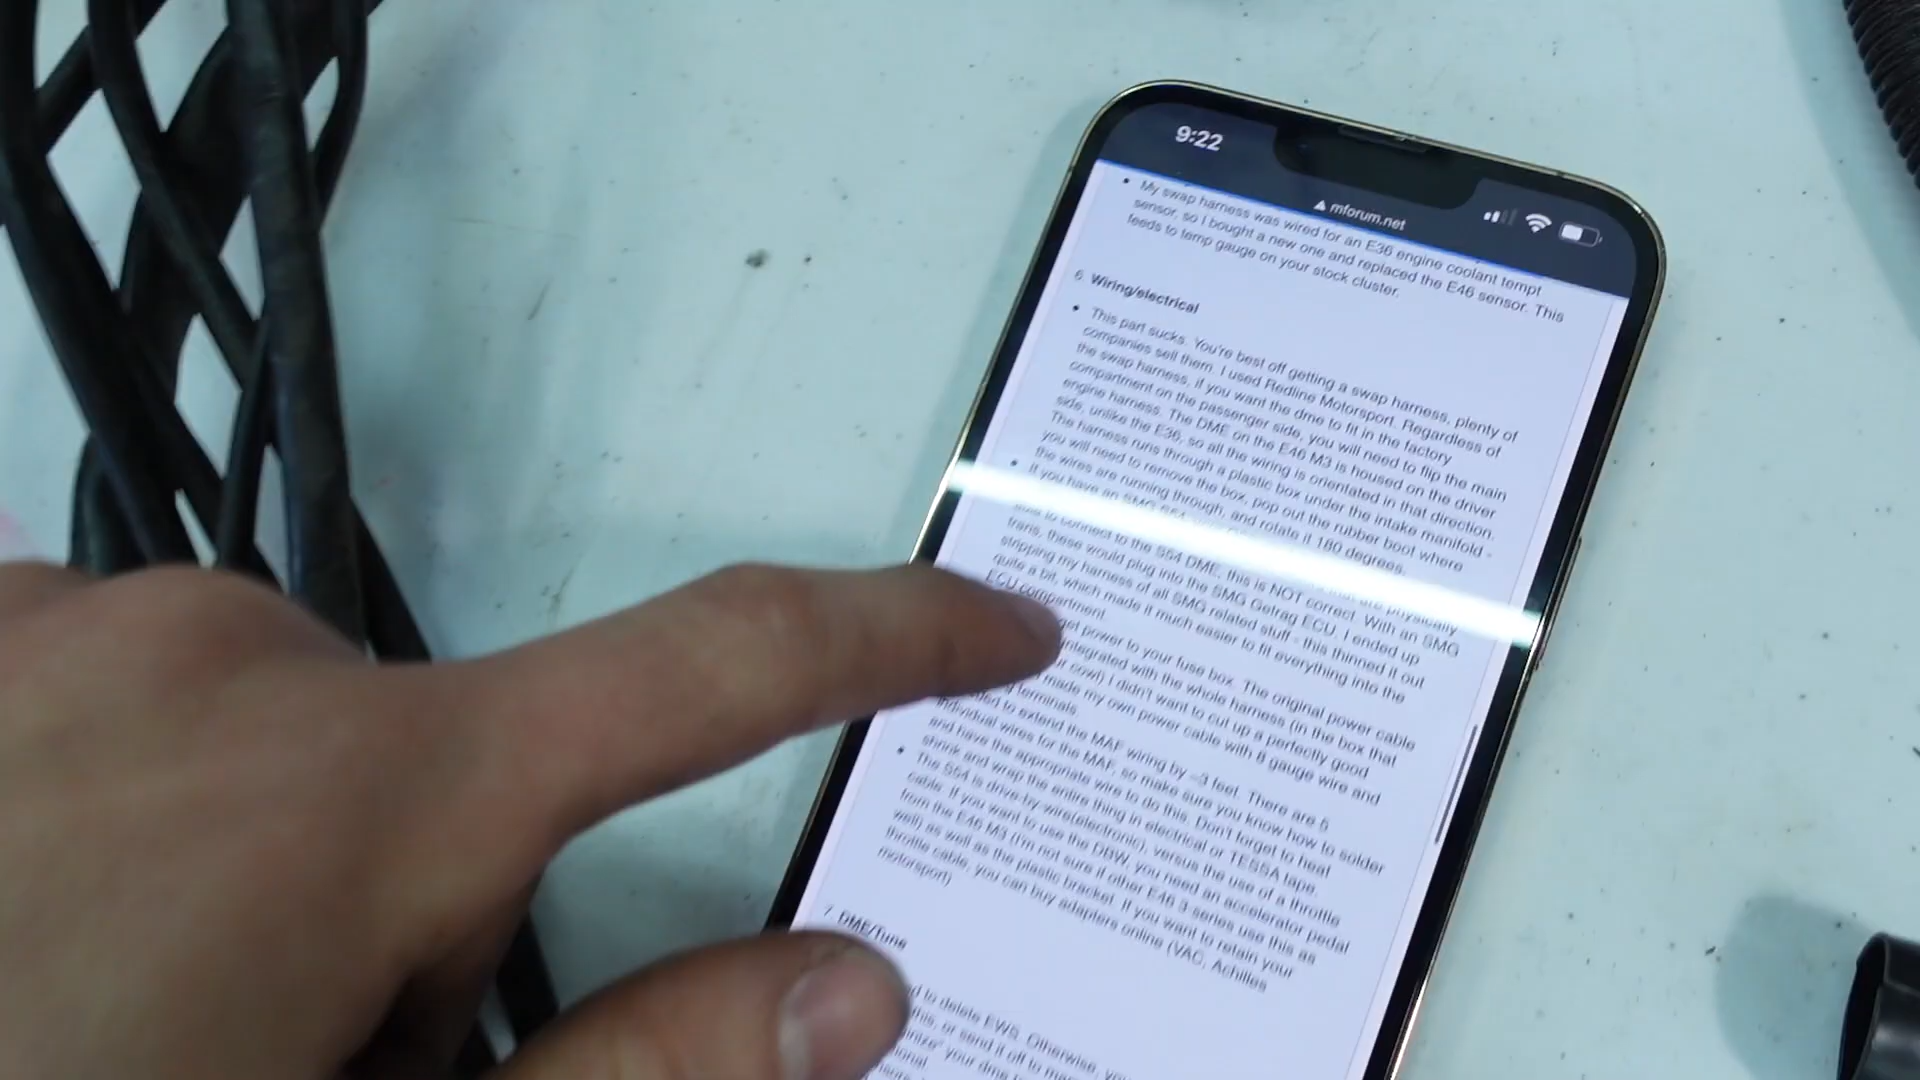 9:22
mforum.net
My swap harness was wired for an E36 engine coolant tempt
sensor, so I bought a new one and replaced the E46 sensor. This
feeds to temp gauge on your stock cluster.
6 Wiring/electrical
This part sucks. You're best off getting a swap harness, plenty of
companies sell them. I used Redline Motorsport. Regardless of
the swap harness, if you want the dme to fit in the factory
compartment on the passenger side, you will need to flip the main
engine harness. The DME on the E46 M3 is housed on the driver
side, unlike the E36, so all the wiring is orientated in that direction.
The harness runs through a plastic box under the intake manifold -
you will need to remove the box, pop out the rubber boot where
the wires are running through, and rotate it 180 degrees.
If you have an SMG S54
to connect to the S54 DME, this is NOT correct. With an SMG
trans, these would plug into the SMG Getrag ECU. I ended up
stripping my harness of all SMG related stuff - this thinned it out
quite a bit, which made it much easier to fit everything into the
ECU compartment.
get power to your fuse box. The original power cable
integrated with the whole harness (in the box that
cowl) I didn't want to cut up a perfectly good
made my own power cable with 8 gauge wire and
terminals.
to extend the MAF wiring by ~3 feet. There are 5
individual wires for the MAF, so make sure you know how to solder
and have the appropriate wire to do this. Don't forget to heat
shrink and wrap the entire thing in electrical or TESSA tape.
The S54 is drive-by-wire(electronic), versus the use of a throttle
cable. If you want to use the DBW, you need an accelerator pedal
from the E46 M3 (I'm not sure if other E46 3 series use this as
well) as well as the plastic bracket. If you want to retain your
throttle cable, you can buy adapters online (VAC, Achilles
motorsport)
7 DME/Tune
to delete EWS. Otherwise,
this, or send it off to
your dme